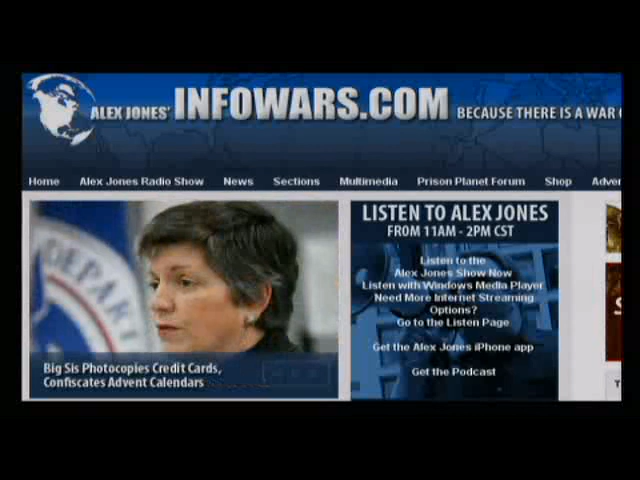 ALEX JONES' INFOWARS.COM BECAUSE THERE IS A WAR
Home Alex Jones Radio Show News Sections Multimedia Prison Planet Forum Shop Adver
DEPA
Big Sis Photocopies Credit Cards,
Confiscates Advent Calendars
LISTEN TO ALEX JONES
FROM 11AM - 2PM CST
Listen to the
Alex Jones Show Now
Listen with Windows Media Player
Need More Internet Streaming
Options?
Go to the Listen Page
Get the Alex Jones iPhone app
Get the Podcast